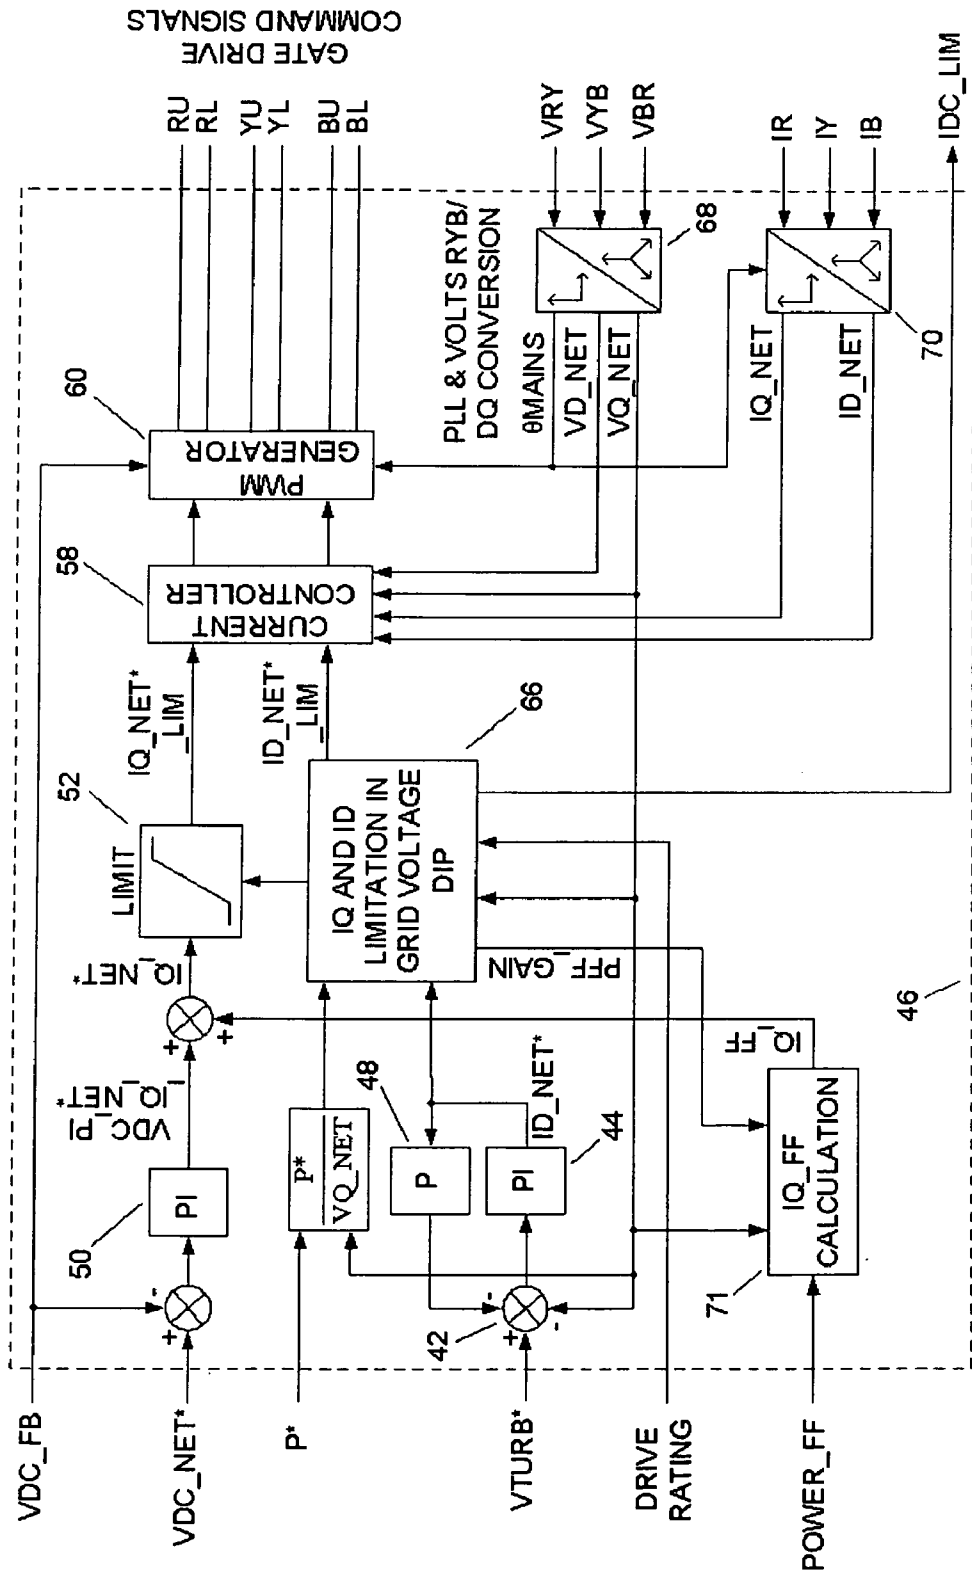 VDC_FB
VDC_NET*
P*
VTURB*
DRIVE
RATING
POWER_FF
50
PI
VDC_PI
_IQ_NET*
IQ_NET*
+
-
+
+
P*
VQ_NET
48
P
ID_NET*
PI
44
42
+
-
-
71
IQ_FF
CALCULATION
IQ_FF
46
LIMIT
52
IQ AND ID
LIMITATION IN
GRID VOLTAGE
DIP
66
PFF_GAIN
IQ_NET*
_LIM
ID_NET*
_LIM
58
CURRENT
CONTROLLER
60
PWM
GENERATOR
PLL & VOLTS RYB/
DQ CONVERSION
θMAINS
VD_NET
VQ_NET
68
IQ_NET
ID_NET
70
RU
RL
YU
YL
BU
BL
GATE DRIVE
COMMAND SIGNALS
VRY
VYB
VBR
IR
IY
IB
IDC_LIM